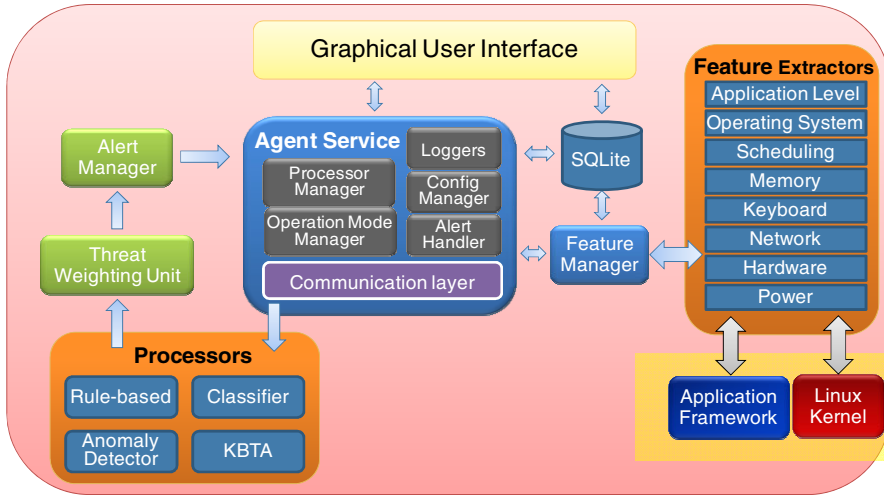 Graphical User Interface
Feature Extractors
Application Level
Operating System
Scheduling
Memory
Keyboard
Network
Hardware
Power
Agent Service
Loggers
Processor
Manager
Config
Manager
Operation Mode
Manager
Alert
Handler
Communication layer
SQLite
Feature
Manager
Alert
Manager
Threat
Weighting Unit
Processors
Rule-based
Classifier
Anomaly
Detector
KBTA
Application
Framework
Linux
Kernel